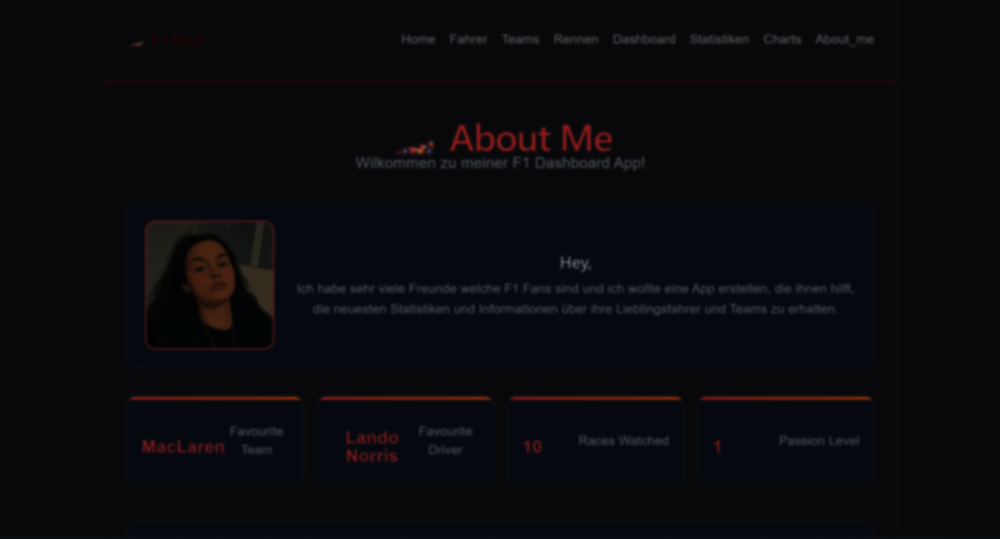 F1 App
Home Fahrer Teams Rennen Dashboard Statistiken Charts About_me
About Me
Wilkommen zu meiner F1 Dashboard App!
Hey,
Ich habe sehr viele Freunde welche F1 Fans sind und ich wollte eine App erstellen, die ihnen hilft,
die neuesten Statistiken und Informationen über ihre Lieblingsfahrer und Teams zu erhalten.
MacLaren
Favourite
Team
Lando
Norris
Favourite
Driver
10
Races Watched
1
Passion Level